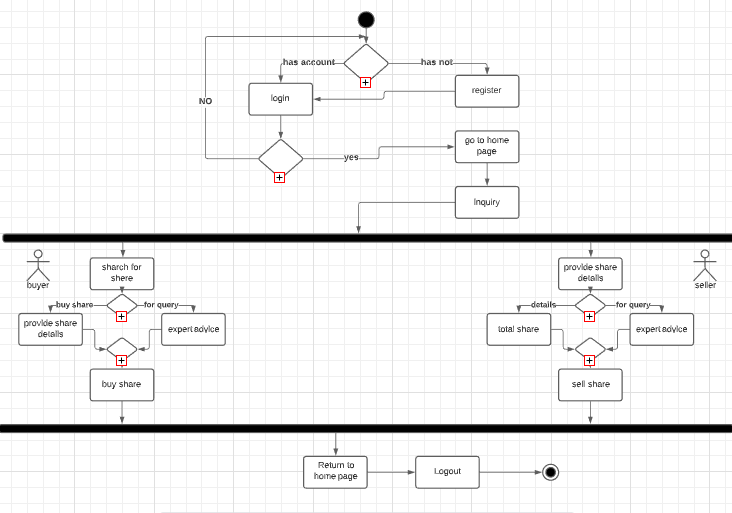 has account
has not
login
register
NO
yes
go to home
page
Inquiry
buyer
sharch for
shere
buy share
for query
provide share
details
expert advice
buy share
provide share
details
seller
details
for query
total share
expert advice
sell share
Return to
home page
Logout